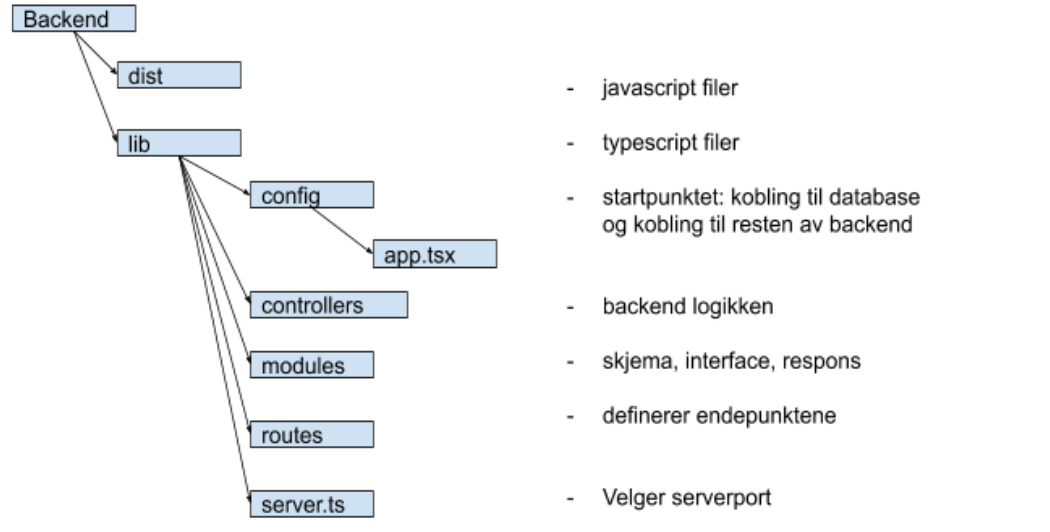 Backend
dist
- javascript filer
lib
- typescript filer
config
- startpunktet: kobling til database
og kobling til resten av backend
app.tsx
controllers
- backend logikken
modules
- skjema, interface, respons
routes
- definerer endepunktene
server.ts
- Velger serverport